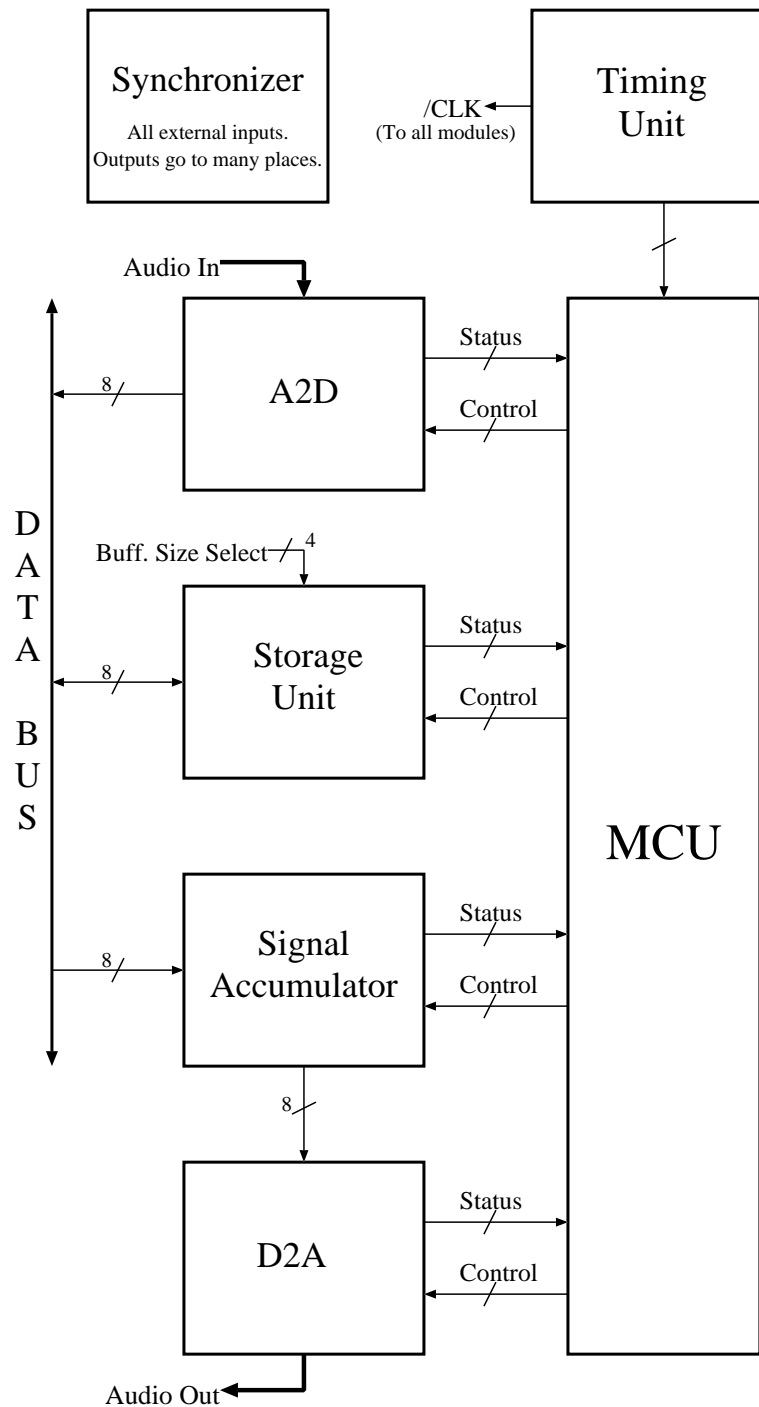 Synchronizer
All external inputs.
Outputs go to many places.
Timing
Unit
/CLK
(To all modules)
Audio In
A2D
8
Status
Control
DATA BUS
Buff. Size Select
4
Storage
Unit
8
Status
Control
MCU
Signal
Accumulator
8
Status
Control
8
D2A
Status
Control
Audio Out